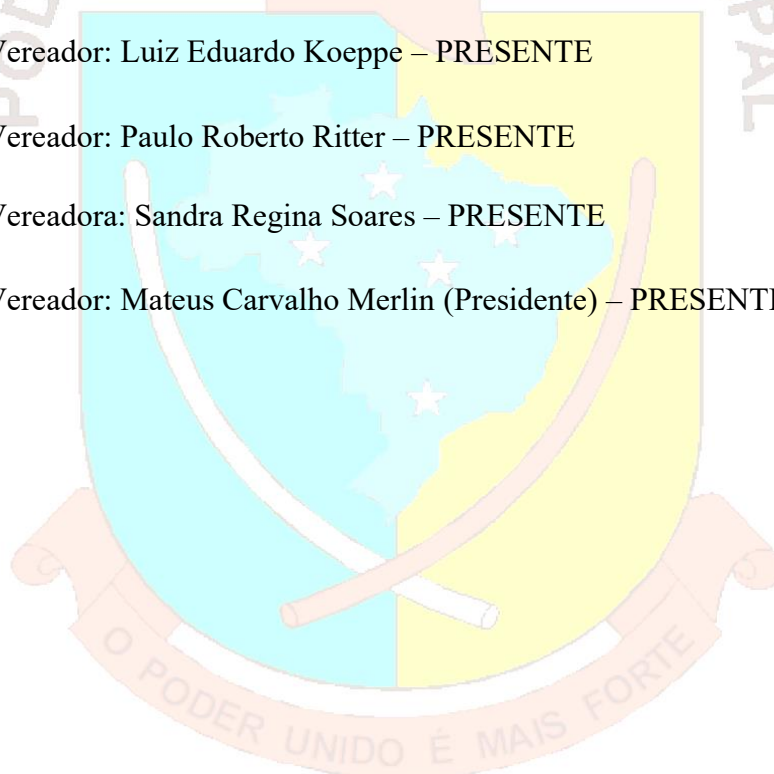 Vereador: Luiz Eduardo Koeppe – PRESENTE
Vereador: Paulo Roberto Ritter – PRESENTE
Vereadora: Sandra Regina Soares – PRESENTE
Vereador: Mateus Carvalho Merlin (Presidente) – PRESENTE
O PODER UNIDO É MAIS FORTE